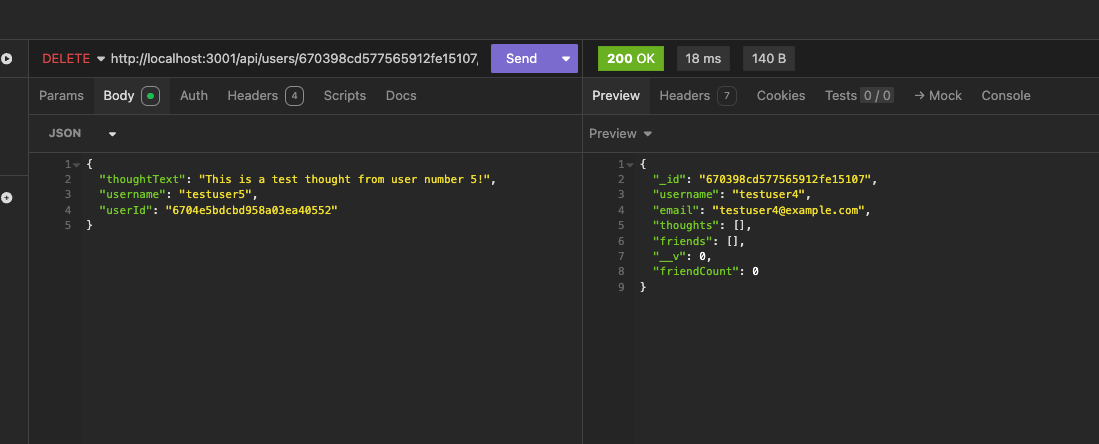 DELETE http://localhost:3001/api/users/670398cd577565912fe15107, Send 200 OK 18 ms 140 B
Params Body Auth Headers 4 Scripts Docs
Preview Headers 7 Cookies Tests 0 / 0 → Mock Console
JSON
Preview
1 {
2 "thoughtText": "This is a test thought from user number 5!",
3 "username": "testuser5",
4 "userId": "6704e5bdcbd958a03ea40552"
5 }
1 {
2 "_id": "670398cd577565912fe15107",
3 "username": "testuser4",
4 "email": "testuser4@example.com",
5 "thoughts": [],
6 "friends": [],
7 "__v": 0,
8 "friendCount": 0
9 }